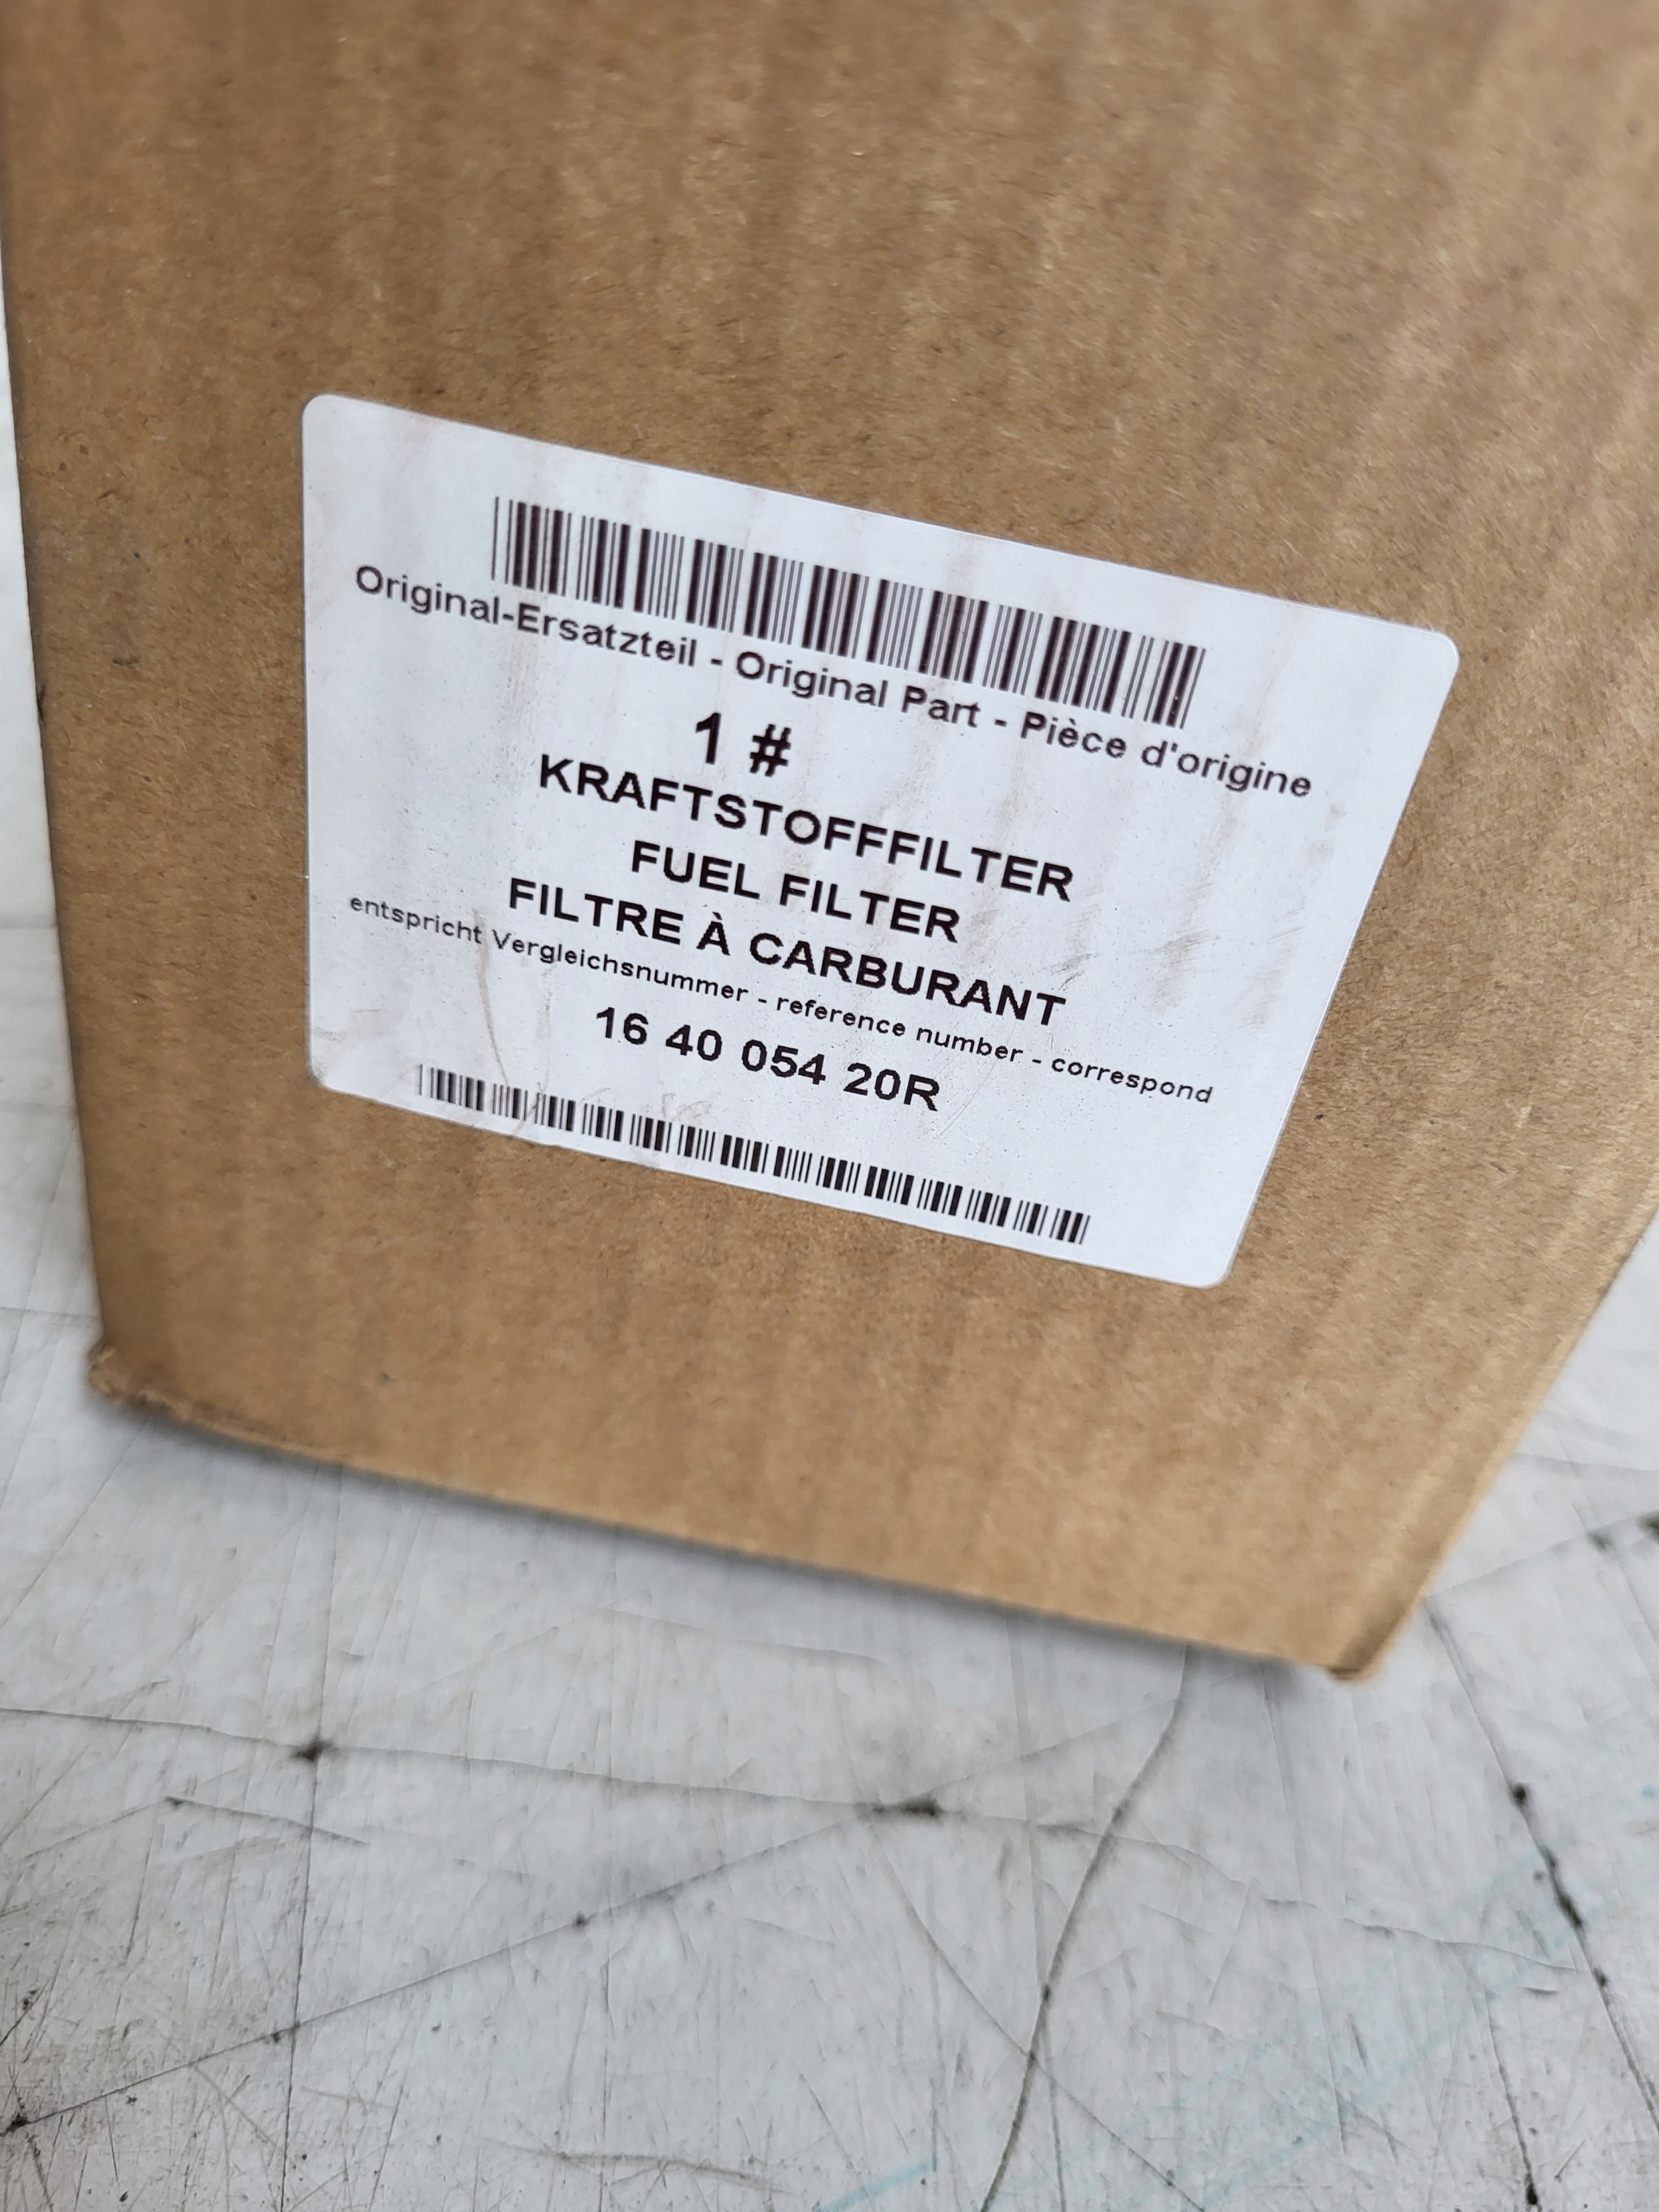 Original-Ersatzteil - Original Part - Pièce d'origine
1 #
KRAFTSTOFFFILTER
FUEL FILTER
FILTRE À CARBURANT
entspricht Vergleichsnummer - reference number - correspond
16 40 054 20R